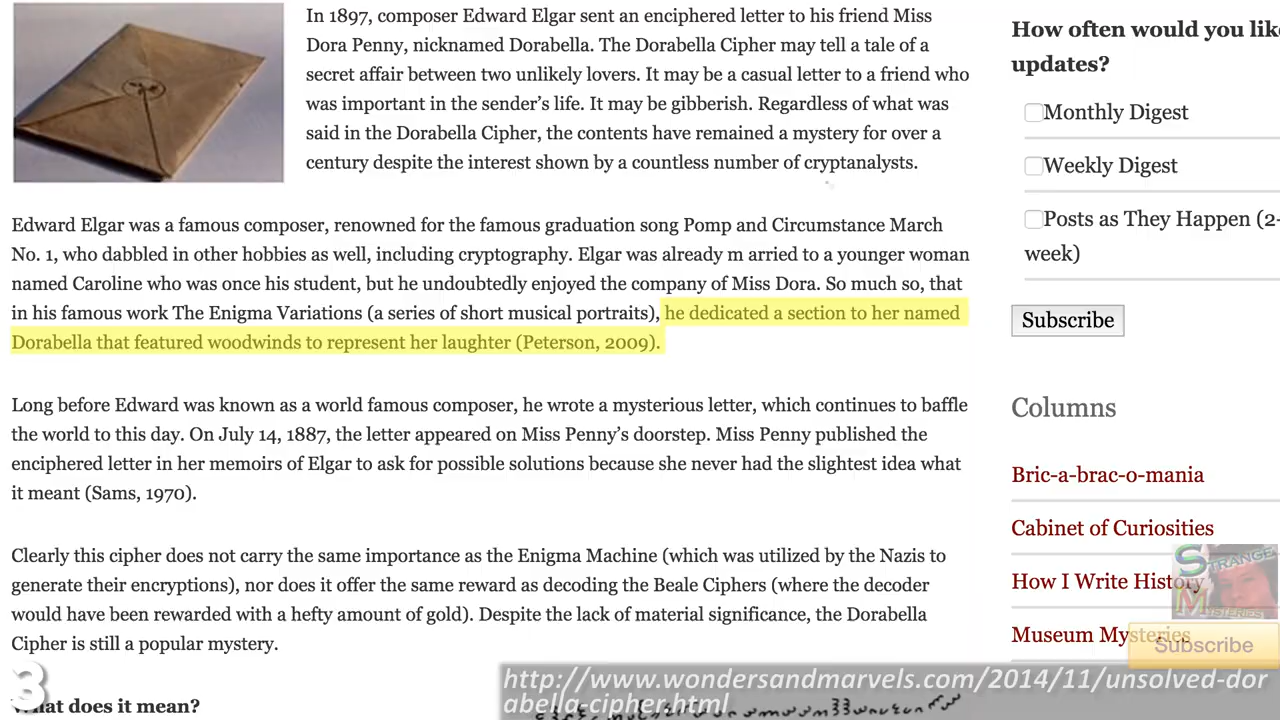 In 1897, composer Edward Elgar sent an enciphered letter to his friend Miss
Dora Penny, nicknamed Dorabella. The Dorabella Cipher may tell a tale of a
secret affair between two unlikely lovers. It may be a casual letter to a friend who
was important in the sender’s life. It may be gibberish. Regardless of what was
said in the Dorabella Cipher, the contents have remained a mystery for over a
century despite the interest shown by a countless number of cryptanalysts.
Edward Elgar was a famous composer, renowned for the famous graduation song Pomp and Circumstance March
No. 1, who dabbled in other hobbies as well, including cryptography. Elgar was already m arried to a younger woman
named Caroline who was once his student, but he undoubtedly enjoyed the company of Miss Dora. So much so, that
in his famous work The Enigma Variations (a series of short musical portraits), he dedicated a section to her named
Dorabella that featured woodwinds to represent her laughter (Peterson, 2009).
Long before Edward was known as a world famous composer, he wrote a mysterious letter, which continues to baffle
the world to this day. On July 14, 1887, the letter appeared on Miss Penny’s doorstep. Miss Penny published the
enciphered letter in her memoirs of Elgar to ask for possible solutions because she never had the slightest idea what
it meant (Sams, 1970).
Clearly this cipher does not carry the same importance as the Enigma Machine (which was utilized by the Nazis to
generate their encryptions), nor does it offer the same reward as decoding the Beale Ciphers (where the decoder
would have been rewarded with a hefty amount of gold). Despite the lack of material significance, the Dorabella
Cipher is still a popular mystery.
3
What does it mean?
How often would you like
updates?
Monthly Digest
Weekly Digest
Posts as They Happen (2-
week)
Subscribe
Columns
Bric-a-brac-o-mania
Cabinet of Curiosities
How I Write History
Museum Mysteries
STRANGE
MYSTERIES
Subscribe
http://www.wondersandmarvels.com/2014/11/unsolved-dor
abella-cipher.html